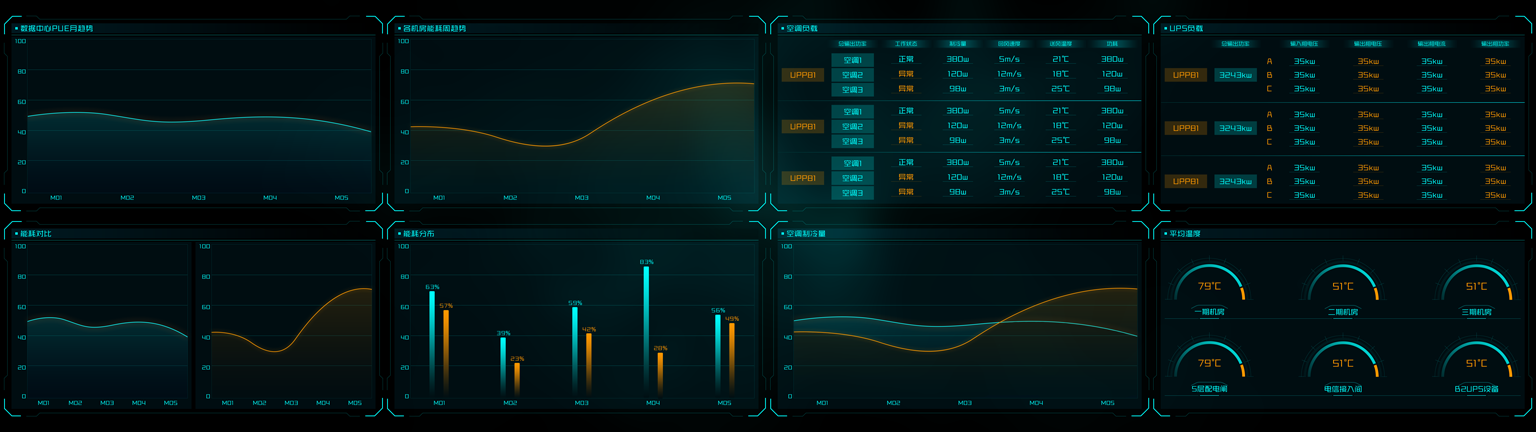 数据中心PUE月趋势
100
80
60
40
20
0
M01 M02 M03 M04 M05
各机房能耗周趋势
100
80
60
40
20
0
M01 M02 M03 M04 M05
空调负载
总输出功率 工作状态 制冷量 回风速度 送风温度 功耗
UPPB1
空调1 正常 380w 5m/s 21℃ 380w
空调2 异常 120w 12m/s 18℃ 120w
空调3 异常 98w 3m/s 25℃ 98w
UPPB1
空调1 正常 380w 5m/s 21℃ 380w
空调2 异常 120w 12m/s 18℃ 120w
空调3 异常 98w 3m/s 25℃ 98w
UPPB1
空调1 正常 380w 5m/s 21℃ 380w
空调2 异常 120w 12m/s 18℃ 120w
空调3 异常 98w 3m/s 25℃ 98w
UPS负载
总输出功率 输入相电压 输出相电压 输出相电流 输出相功率
UPPB1 3243kw
A 35kw 35kw 35kw 35kw
B 35kw 35kw 35kw 35kw
C 35kw 35kw 35kw 35kw
UPPB1 3243kw
A 35kw 35kw 35kw 35kw
B 35kw 35kw 35kw 35kw
C 35kw 35kw 35kw 35kw
UPPB1 3243kw
A 35kw 35kw 35kw 35kw
B 35kw 35kw 35kw 35kw
C 35kw 35kw 35kw 35kw
能耗对比
100
80
60
40
20
0
M01 M02 M03 M04 M05
100
80
60
40
20
0
M01 M02 M03 M04 M05
能耗分布
100
80
60
40
20
0
63% 57%
39% 23%
59% 42%
83% 28%
56% 49%
M01 M02 M03 M04 M05
空调制冷量
100
80
60
40
20
0
M01 M02 M03 M04 M05
平均温度
79℃ 51℃ 51℃
一期机房 二期机房 三期机房
79℃ 51℃ 51℃
5层配电间 电信接入间 B2UPS设备